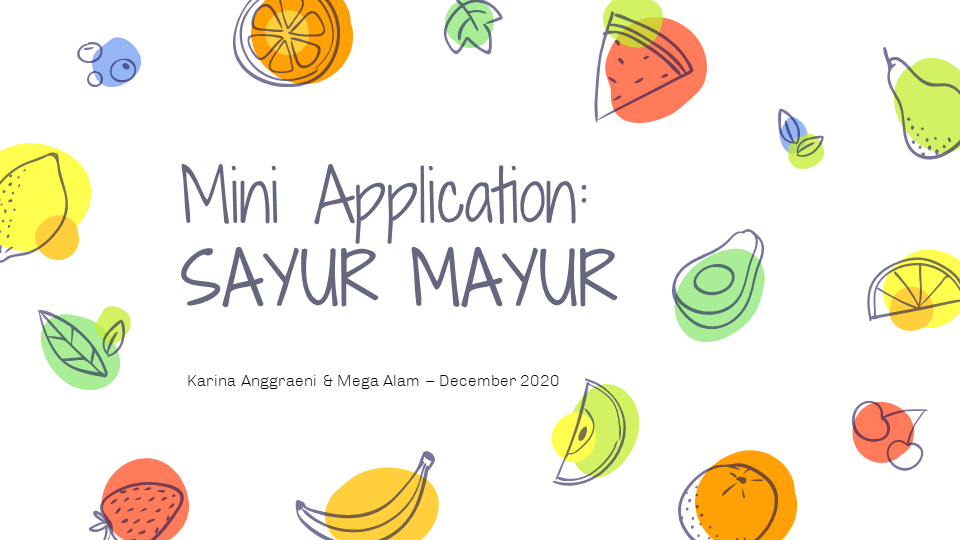 Mini Application:
SAYUR MAYUR
Karina Anggraeni & Mega Alam – December 2020